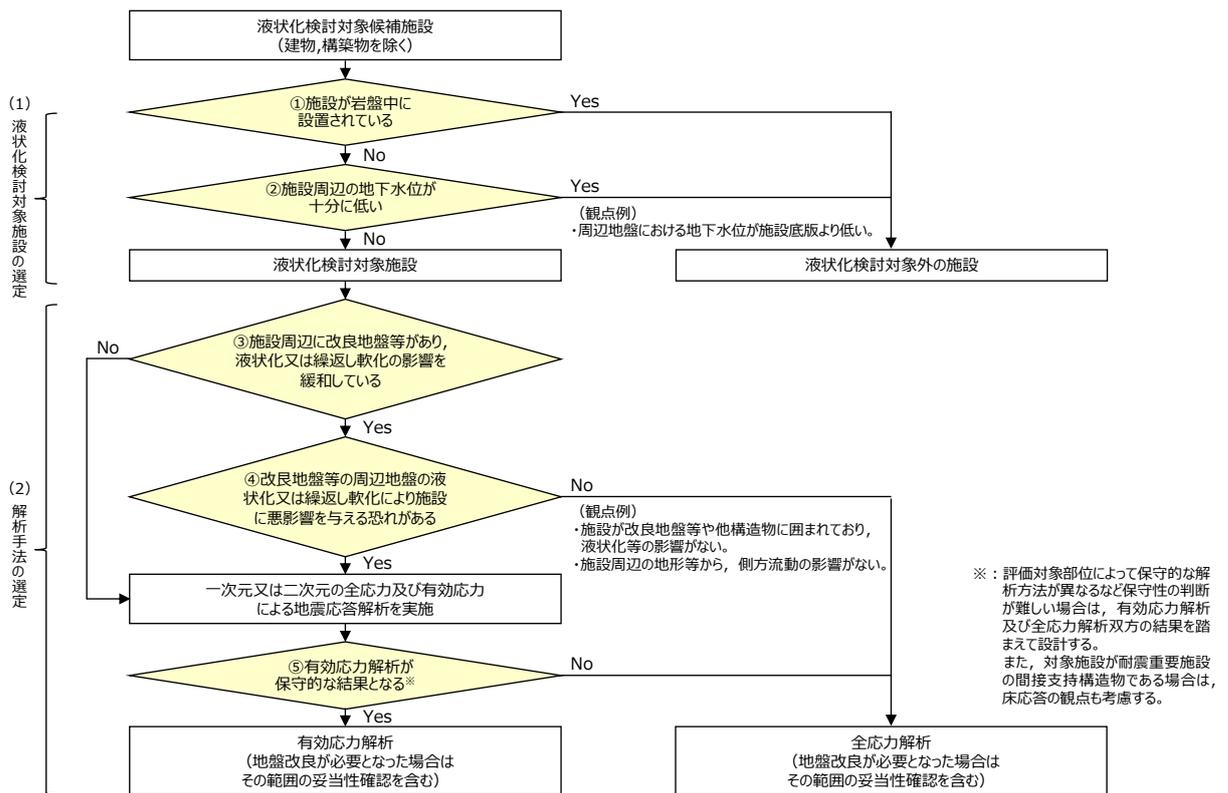 液状化検討対象候補施設
（建物,構築物を除く）
(1)
液状化検討対象施設の選定
①施設が岩盤中に
設置されている
Yes
No
②施設周辺の地下水位が
十分に低い
Yes
（観点例）
・周辺地盤における地下水位が施設底版より低い。
No
液状化検討対象施設
液状化検討対象外の施設
(2)
解析手法の選定
③施設周辺に改良地盤等があり，
液状化又は繰返し軟化の影響を
緩和している
No
Yes
④改良地盤等の周辺地盤の液
状化又は繰返し軟化により施設
に悪影響を与える恐れがある
No
（観点例）
・施設が改良地盤等や他構造物に囲まれており，
液状化等の影響がない。
・施設周辺の地形等から，側方流動の影響がない。
Yes
一次元又は二次元の全応力及び有効応力
による地震応答解析を実施
⑤有効応力解析が
保守的な結果となる※
No
Yes
有効応力解析
（地盤改良が必要となった場合は
その範囲の妥当性確認を含む）
全応力解析
（地盤改良が必要となった場合は
その範囲の妥当性確認を含む）
※：評価対象部位によって保守的な解
析方法が異なるなど保守性の判断
が難しい場合は，有効応力解析
及び全応力解析双方の結果を踏
まえて設計する。
また，対象施設が耐震重要施設
の間接支持構造物である場合は，
床応答の観点も考慮する。